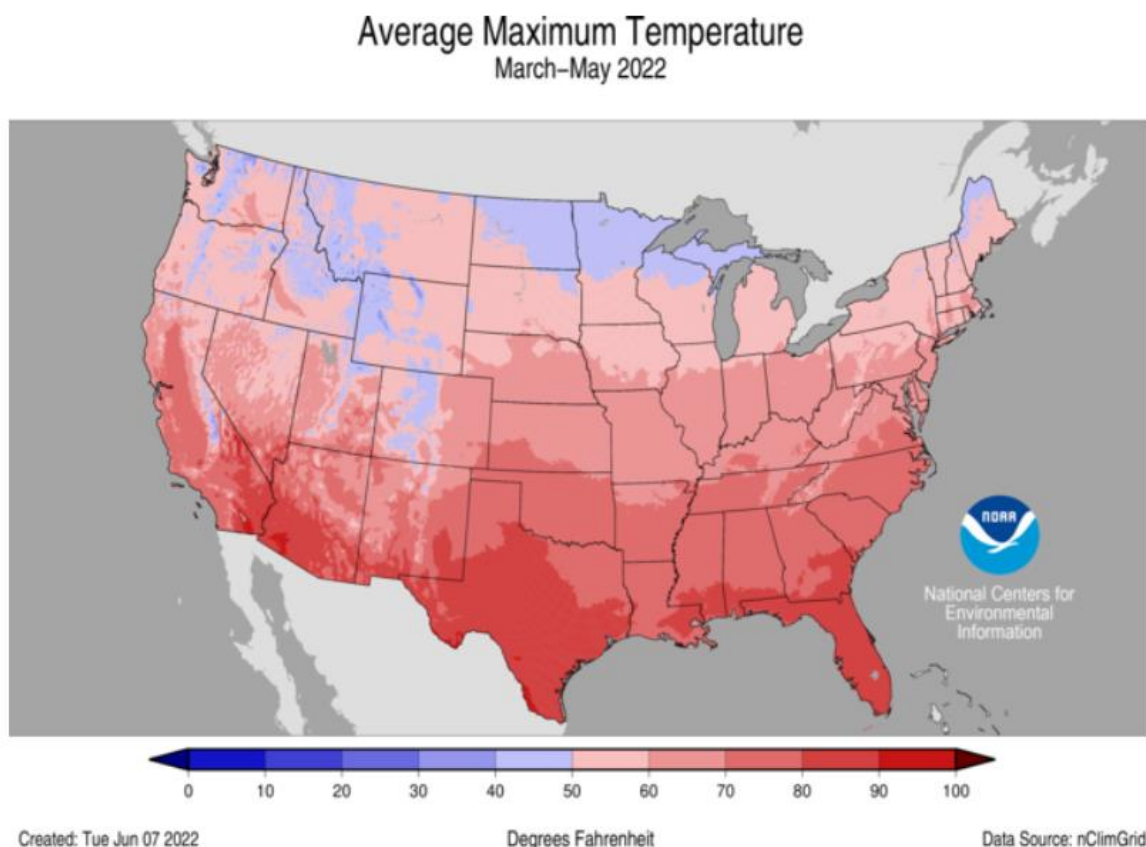 Average Maximum Temperature
March–May 2022
NOAA
National Centers for
Environmental
Information
0 10 20 30 40 50 60 70 80 90 100
Created: Tue Jun 07 2022 Degrees Fahrenheit Data Source: nClimGrid